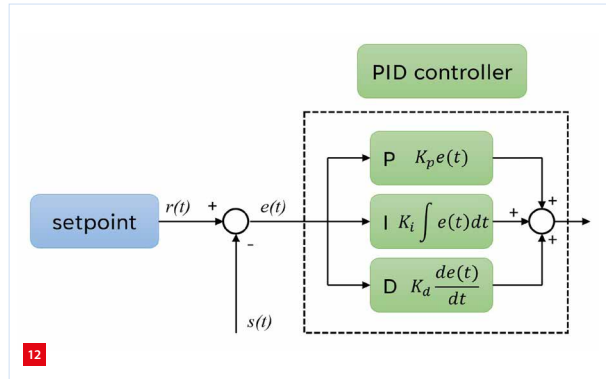 PID controller
P K_p e(t)
setpoint
r(t)
+
-
e(t)
I K_i ∫ e(t)dt
+
+
+
D K_d de(t)/dt
s(t)
12